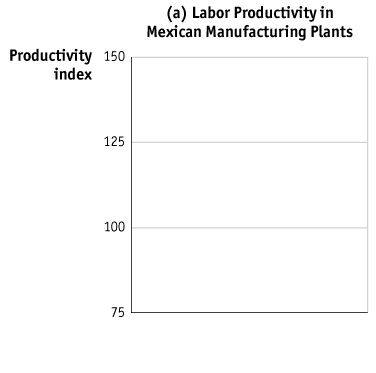 (a) Labor Productivity in
Mexican Manufacturing Plants
Productivity
index
150
125
100
75